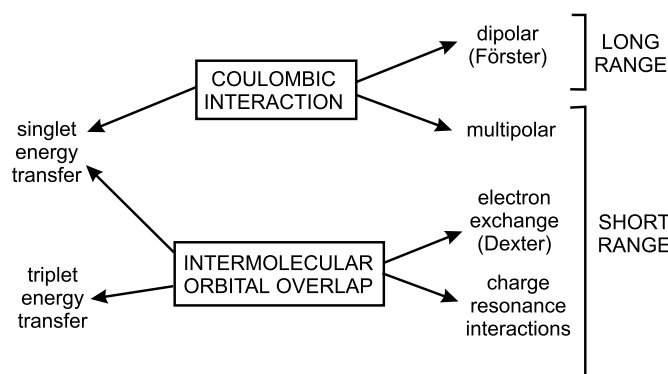 dipolar
(Förster)
LONG
RANGE
COULOMBIC
INTERACTION
singlet
energy
transfer
multipolar
electron
exchange
(Dexter)
SHORT
RANGE
INTERMOLECULAR
ORBITAL OVERLAP
triplet
energy
transfer
charge
resonance
interactions